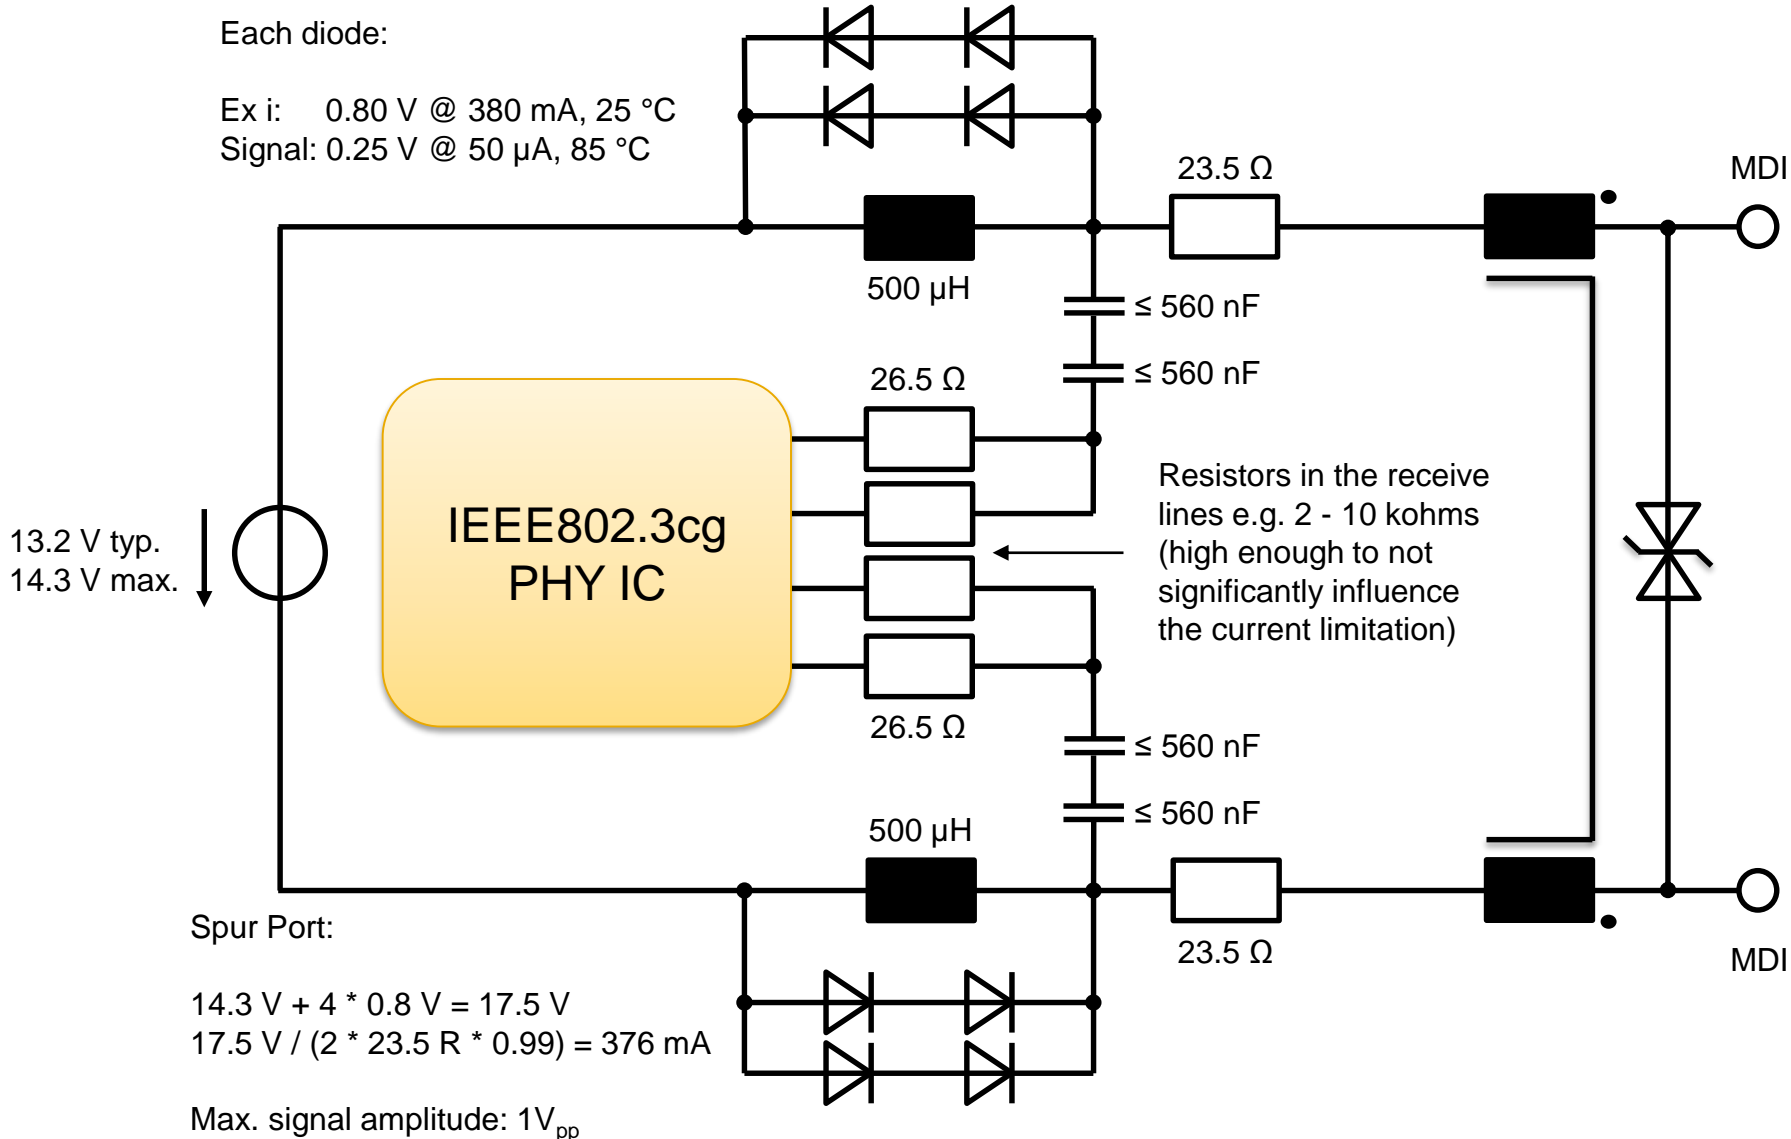 Each diode:
Ex i: 0.80 V @ 380 mA, 25 °C
Signal: 0.25 V @ 50 µA, 85 °C
23.5 Ω
MDI
500 µH
≤ 560 nF
≤ 560 nF
26.5 Ω
IEEE802.3cg
PHY IC
Resistors in the receive
lines e.g. 2 - 10 kohms
(high enough to not
significantly influence
the current limitation)
13.2 V typ.
14.3 V max.
26.5 Ω
≤ 560 nF
≤ 560 nF
500 µH
23.5 Ω
MDI
Spur Port:
14.3 V + 4 * 0.8 V = 17.5 V
17.5 V / (2 * 23.5 R * 0.99) = 376 mA
Max. signal amplitude: 1Vpp